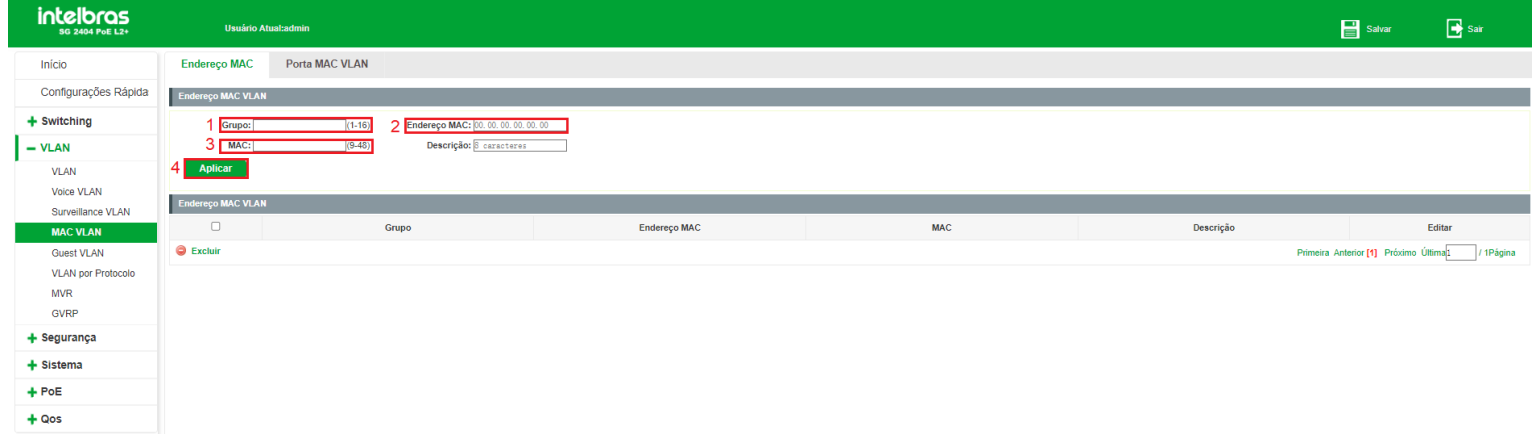 intelbras
SG 2404 PoE L2+
Usuário Atual:admin
Salvar
Sair
Início
Configurações Rápida
Switching
VLAN
VLAN
Voice VLAN
Surveillance VLAN
MAC VLAN
Guest VLAN
VLAN por Protocolo
MVR
GVRP
Segurança
Sistema
PoE
Qos
Endereço MAC
Porta MAC VLAN
Endereço MAC VLAN
1 Grupo: (1-16)
2 Endereço MAC: 00.00.00.00.00.00
3 MAC: (9-48)
Descrição: 8 caracteres
4 Aplicar
Endereço MAC VLAN
Grupo Endereço MAC MAC Descrição Editar
Excluir
Primeira Anterior [1] Próximo Última 1 / 1Página